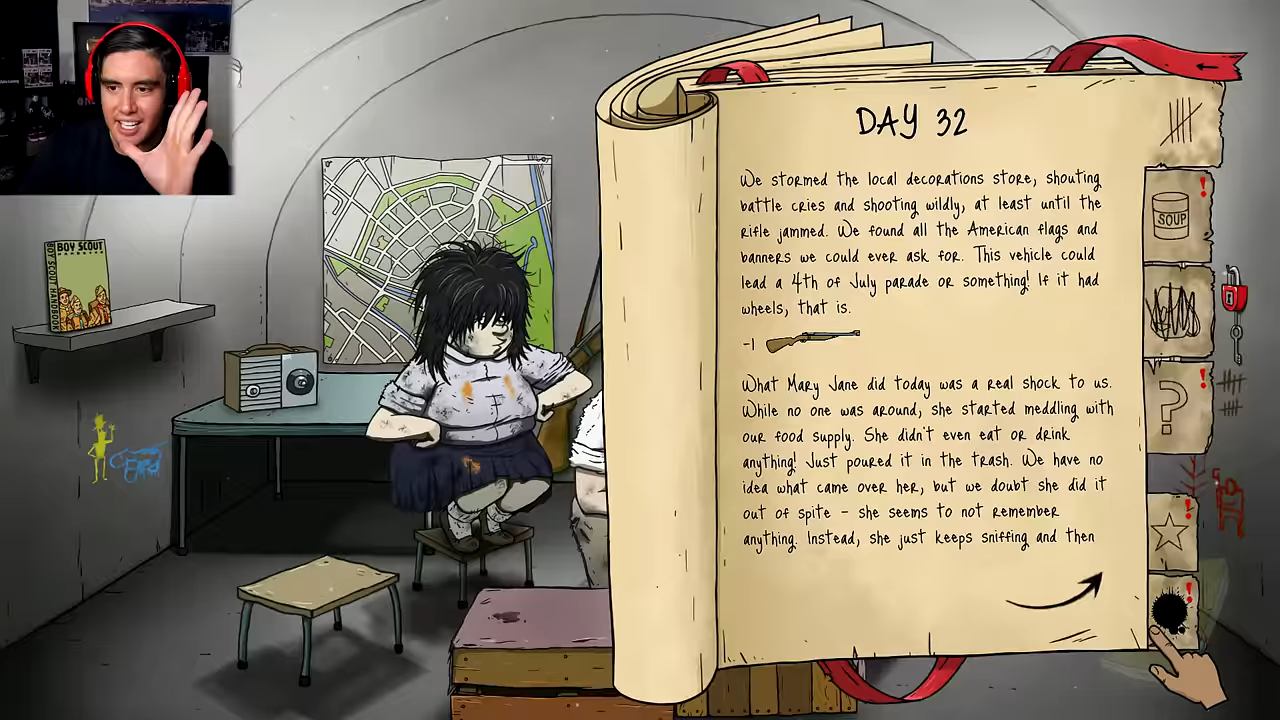 DAY 32
We stormed the local decorations store, shouting
battle cries and shooting wildly, at least until the
rifle jammed. We found all the American flags and
banners we could ever ask for. This vehicle could
lead a 4th of July parade or something! If it had
wheels, that is.
-1
What Mary Jane did today was a real shock to us.
While no one was around, she started meddling with
our food supply. She didn't even eat or drink
anything! Just poured it in the trash. We have no
idea what came over her, but we doubt she did it
out of spite - she seems to not remember
anything. Instead, she just keeps sniffing and then
SOUP
!
?
!
!
!
BOY SCOUT
HANDBOOK
BOY SCOUT HANDBOOK